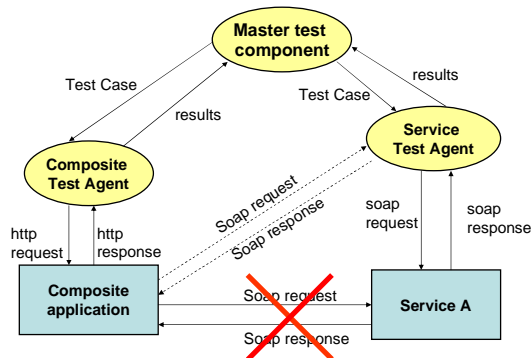 Master test
component
Test Case
results
results
Test Case
Composite
Test Agent
Service
Test Agent
Soap request
Soap response
http
request
http
response
soap
request
soap
response
Composite
application
Soap request
Soap response
Service A